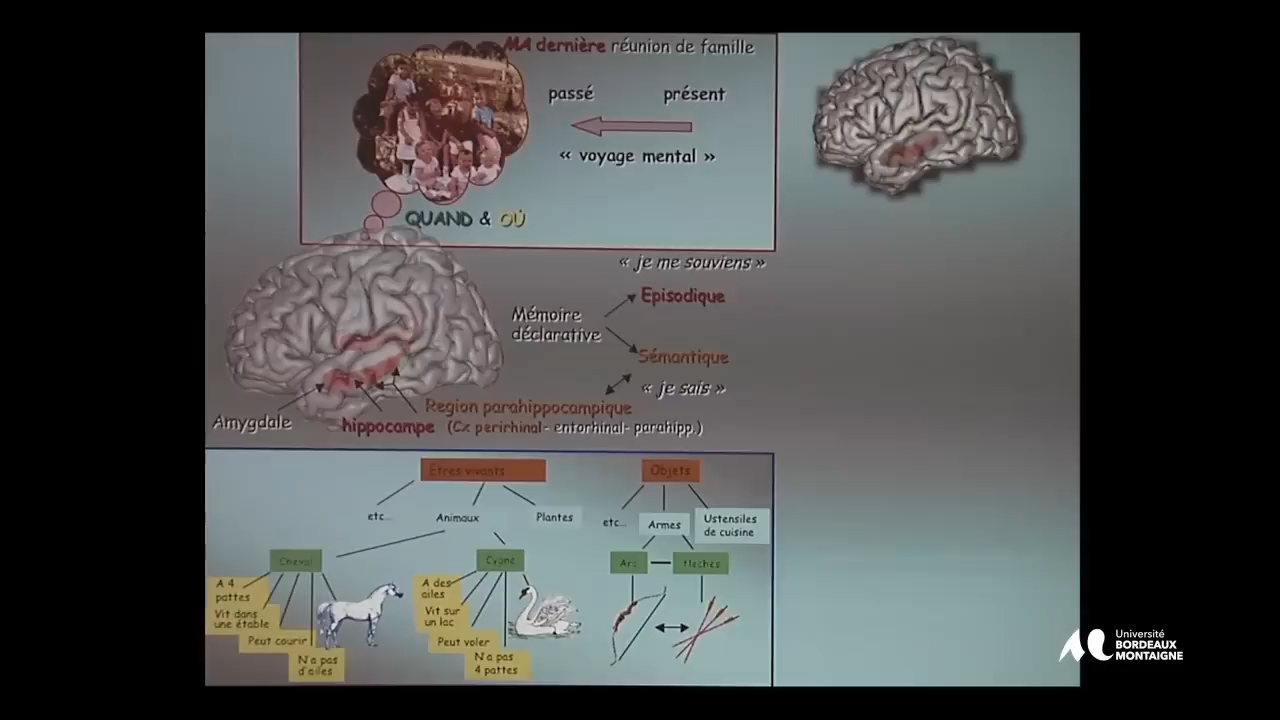 MA dernière réunion de famille
passé présent
« voyage mental »
QUAND & OÙ
« je me souviens »
Episodique
Mémoire
déclarative
Sémantique
« je sais »
Region parahippocampique
Amygdale
hippocampe (Cx perirhinal- entorhinal- parahipp.)
Etres vivants
Objets
etc…
Animaux
Plantes
etc…
Armes
Ustensiles
de cuisine
Cheval
Cygne
Arc
flèches
A 4
pattes
Vit dans
une étable
Peut courir
N'a pas
d'ailes
A des
ailes
Vit sur
un lac
Peut voler
N'a pas
4 pattes
Université
BORDEAUX
MONTAIGNE